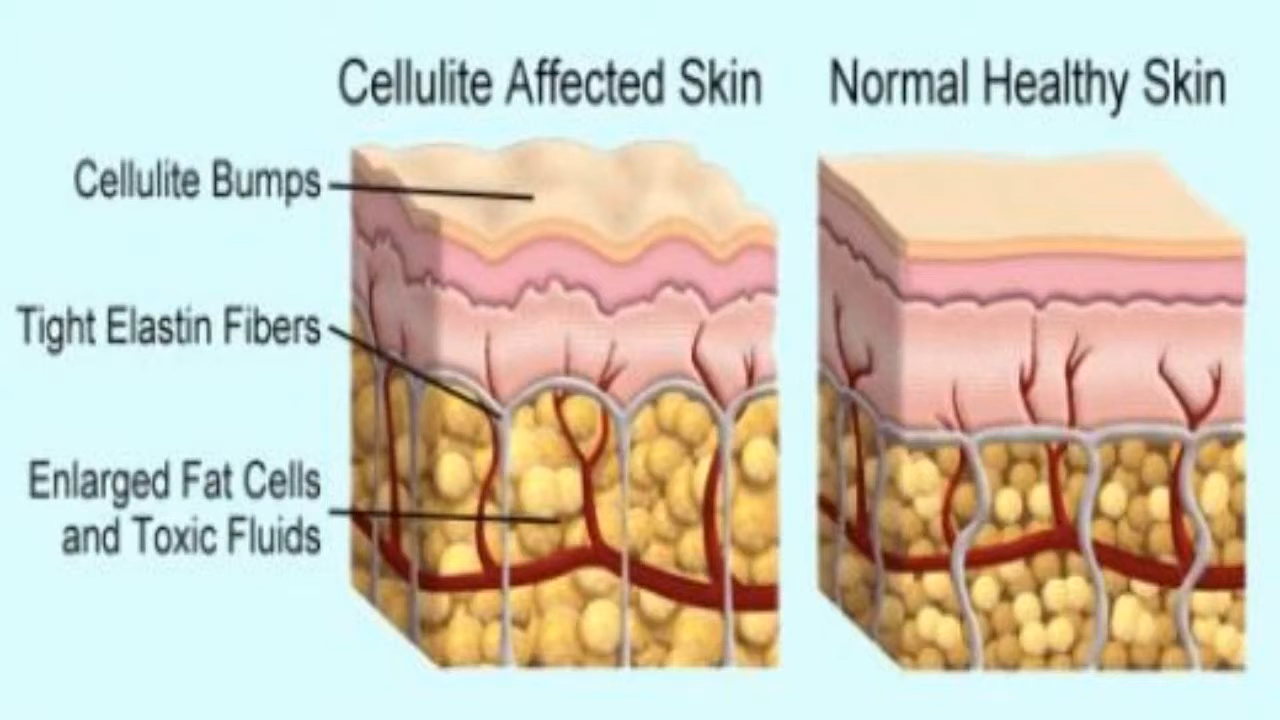 Cellulite Affected Skin
Normal Healthy Skin
Cellulite Bumps
Tight Elastin Fibers
Enlarged Fat Cells
and Toxic Fluids